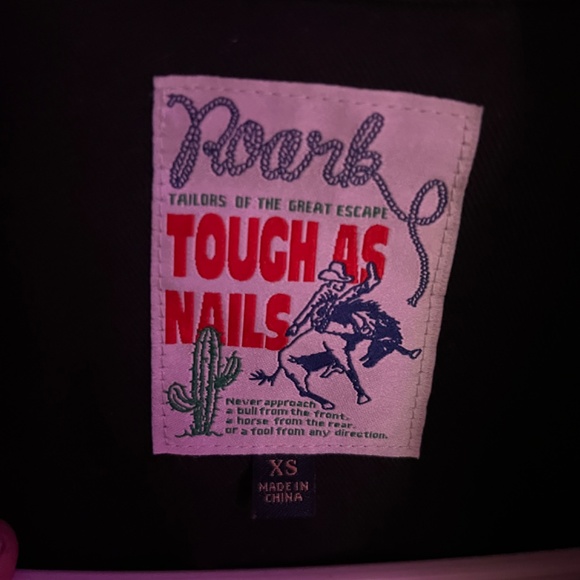 Roark
TAILORS OF THE GREAT ESCAPE
TOUGH AS
NAILS
Never approach
a bull from the front,
a horse from the rear,
or a fool from any direction.
XS
MADE IN
CHINA